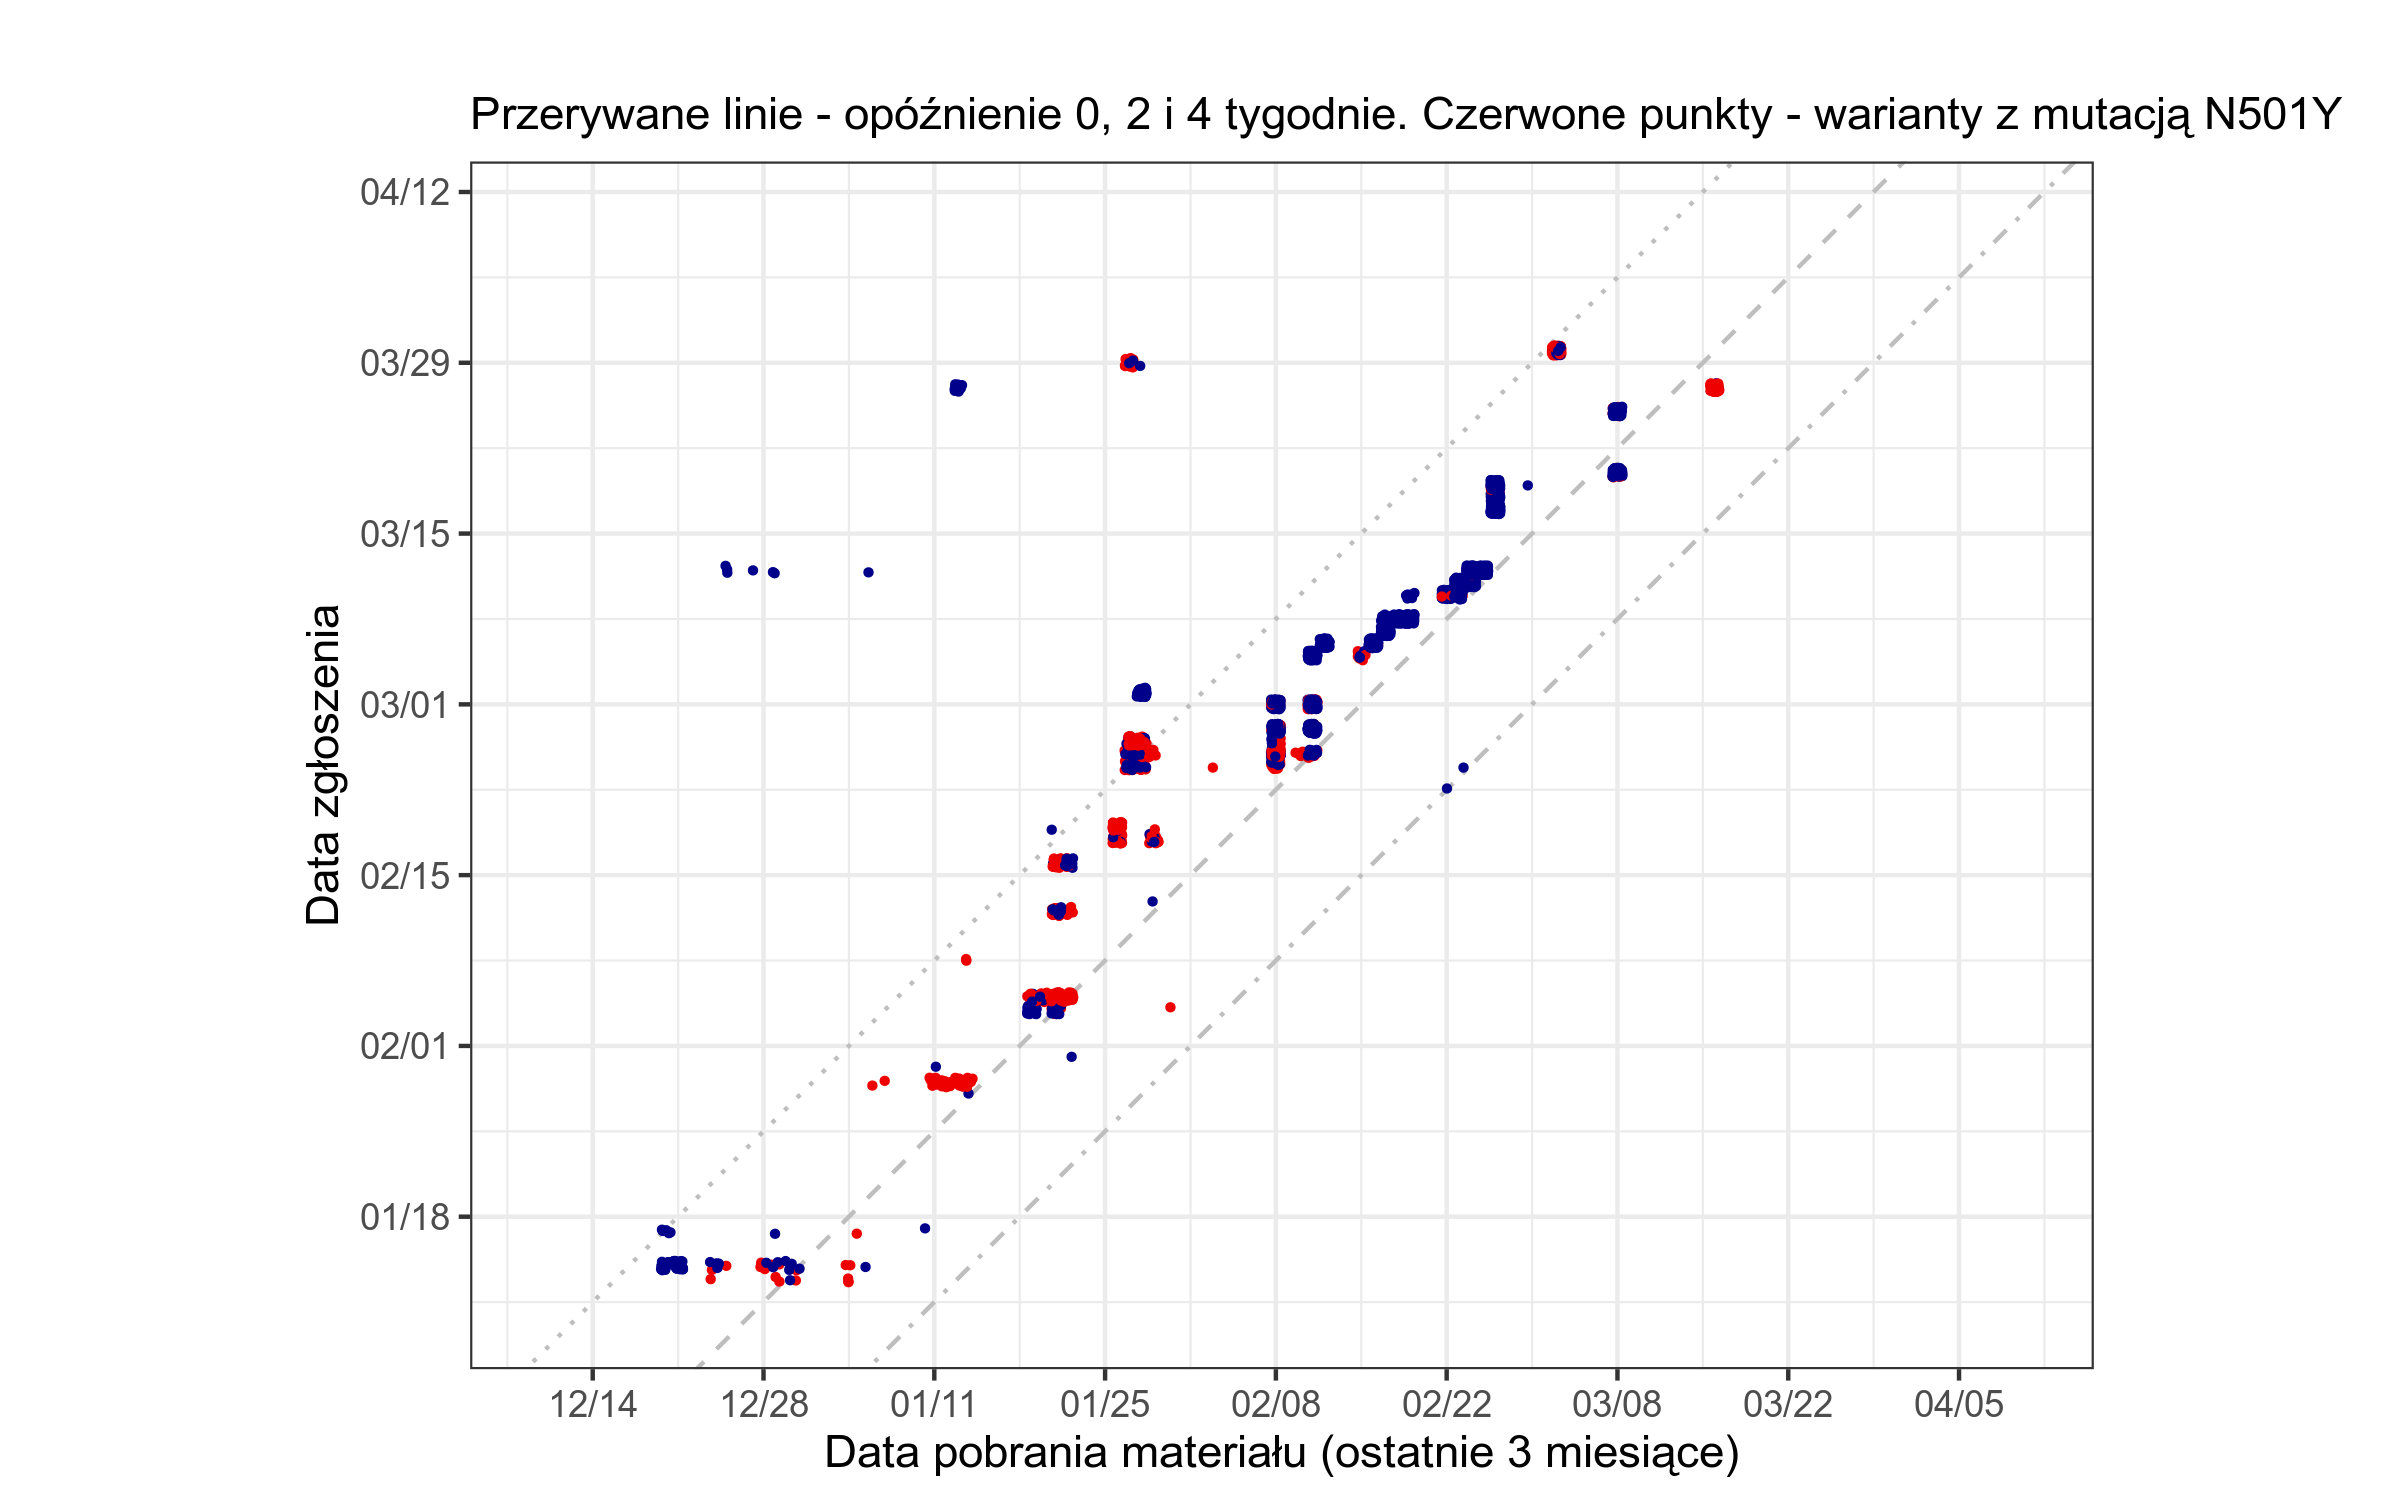 Przerywane linie - opóźnienie 0, 2 i 4 tygodnie. Czerwone punkty - warianty z mutacją N501Y
04/12
03/29
03/15
03/01
02/15
02/01
01/18
Data zgłoszenia
12/14 12/28 01/11 01/25 02/08 02/22 03/08 03/22 04/05
Data pobrania materiału (ostatnie 3 miesiące)